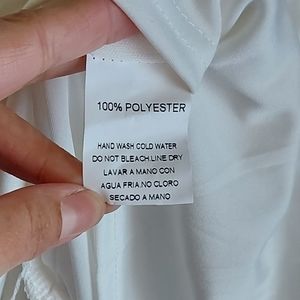 100% POLYESTER
HAND WASH COLD WATER
DO NOT BLEACH.LINE DRY
LAVAR A MANO CON
AGUA FRIA.NO CLORO
SECADO A MANO